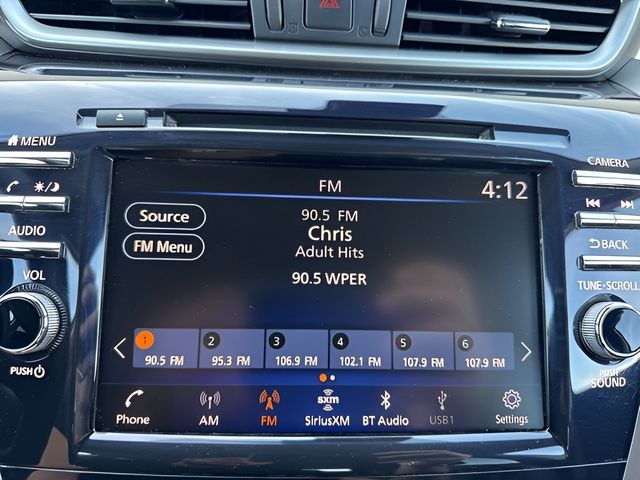 MENU
CAMERA
FM
4:12
Source
90.5 FM
Chris
Adult Hits
FM Menu
90.5 WPER
AUDIO
BACK
VOL
TUNE-SCROLL
PUSH
PUSH
SOUND
1 2 3 4 5 6
90.5 FM 95.3 FM 106.9 FM 102.1 FM 107.9 FM 107.9 FM
Phone AM FM SiriusXM BT Audio USB1 Settings
sxm